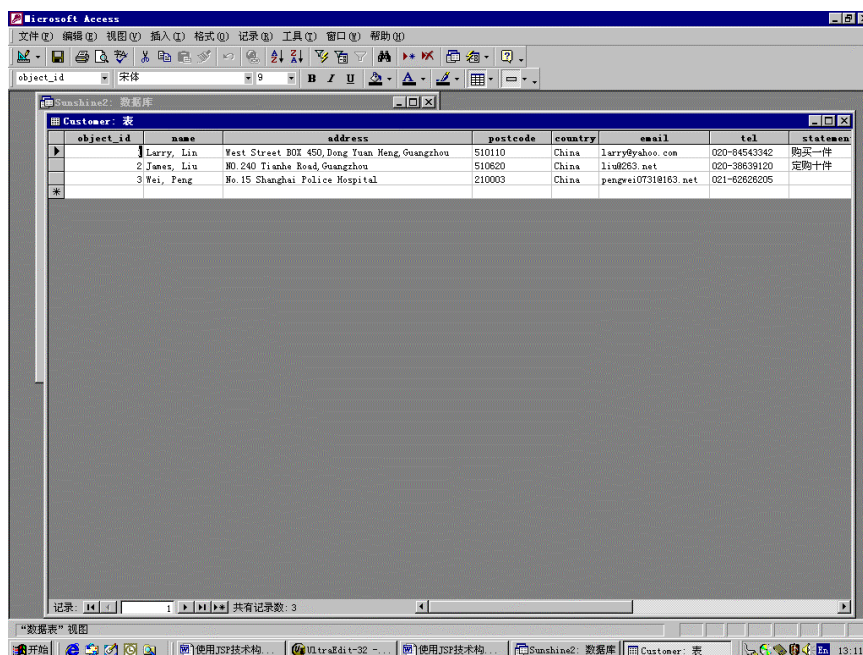 Microsoft Access
文件(F) 编辑(E) 视图(V) 插入(I) 格式(O) 记录(R) 工具(T) 窗口(W) 帮助(H)
object_id 宋体 9 B I U A
Sunshine2: 数据库
Customer: 表
object_id name address postcode country email tel statemen
1 Larry, Lin West Street BOX 450,Dong Yuan Heng,Guangzhou 510110 China larry@yahoo.com 020-84543342 购买一件
2 James, Liu NO.240 Tianhe Road,Guangzhou 510620 China liu@263.net 020-38639120 定购十件
3 Wei, Peng No.15 Shanghai Police Hospital 210003 China pengwei0731@163.net 021-62626205
记录: 1 共有记录数: 3
“数据表” 视图
开始 使用JSP技术构... UltraEdit-32 -... 使用JSP技术构... Sunshine2: 数据库 Customer: 表 En